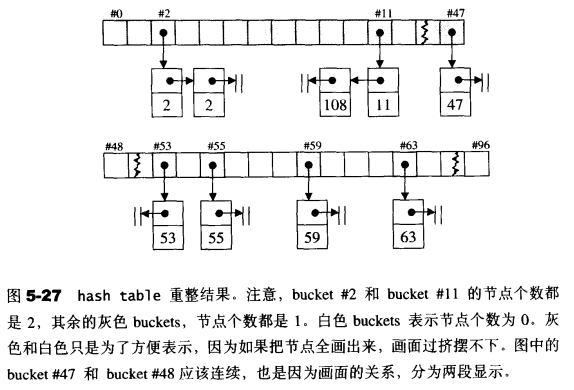 #0 #2 #11 #47
2 2 108 11 47
#48 #53 #55 #59 #63 #96
53 55 59 63
图 5-27 hash table 重整结果。注意，bucket #2 和 bucket #11 的节点个数都
是 2，其余的灰色 buckets，节点个数都是 1。白色 buckets 表示节点个数为 0。灰
色和白色只是为了方便表示，因为如果把节点全画出来，画面过挤摆不下。图中的
bucket #47 和 bucket #48 应该连续，也是因为画面的关系，分为两段显示。